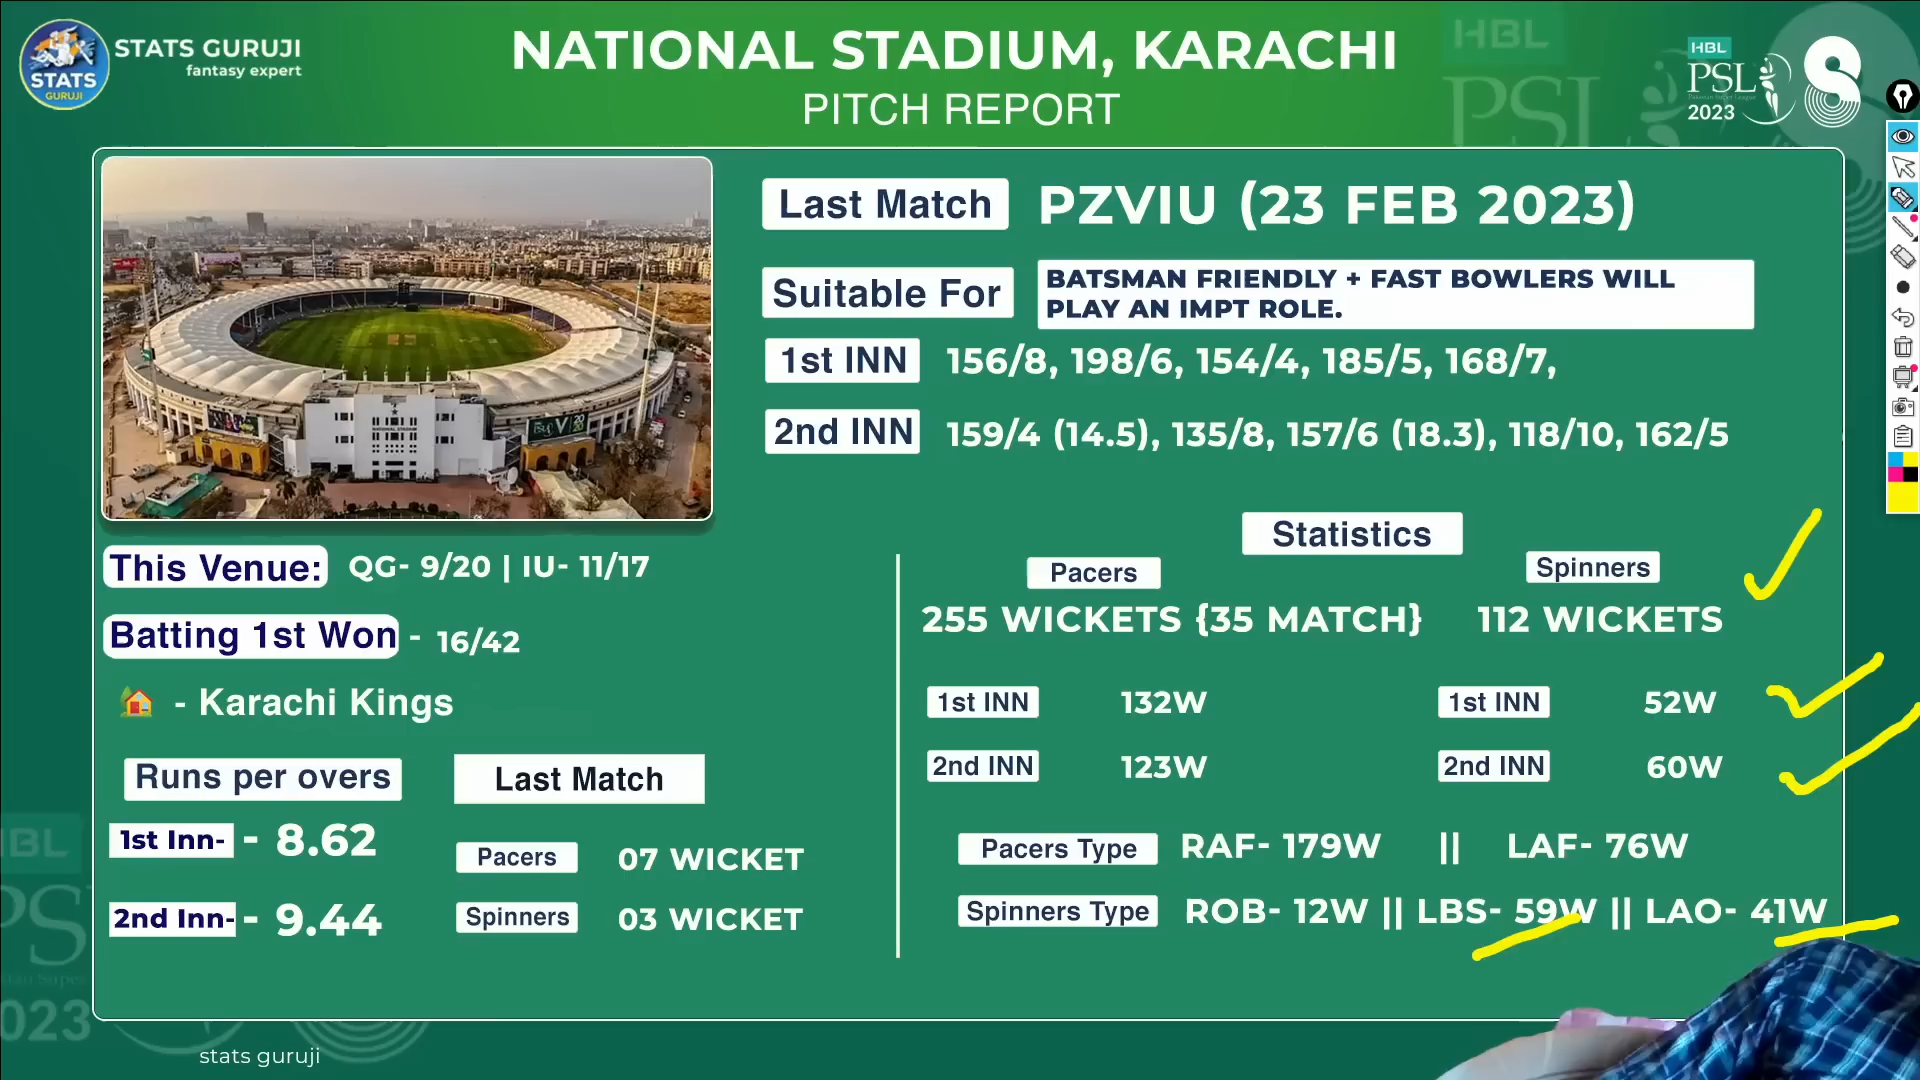 STATS GURUJI
fantasy expert
STATS
GURUJI
NATIONAL STADIUM, KARACHI
PITCH REPORT
HBL
PSL
HBL
PSL
2023
Last Match PZVIU (23 FEB 2023)
Suitable For BATSMAN FRIENDLY + FAST BOWLERS WILL
PLAY AN IMPT ROLE.
1st INN 156/8, 198/6, 154/4, 185/5, 168/7,
2nd INN 159/4 (14.5), 135/8, 157/6 (18.3), 118/10, 162/5
This Venue: QG- 9/20 | IU- 11/17
Batting 1st Won - 16/42
- Karachi Kings
Runs per overs
1st Inn- - 8.62
2nd Inn- - 9.44
Last Match
Pacers 07 WICKET
Spinners 03 WICKET
Statistics
Pacers Spinners
255 WICKETS {35 MATCH} 112 WICKETS
1st INN 132W 1st INN 52W
2nd INN 123W 2nd INN 60W
Pacers Type RAF- 179W || LAF- 76W
Spinners Type ROB- 12W || LBS- 59W || LAO- 41W
HBL
PS
023
stats guruji